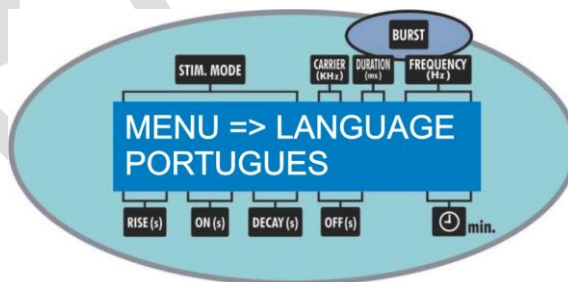 BURST
STIM. MODE
CARRIER
(KHz)
DURATION
(ms)
FREQUENCY
(Hz)
MENU => LANGUAGE
PORTUGUES
RISE (s)
ON (s)
DECAY (s)
OFF (s)
min.